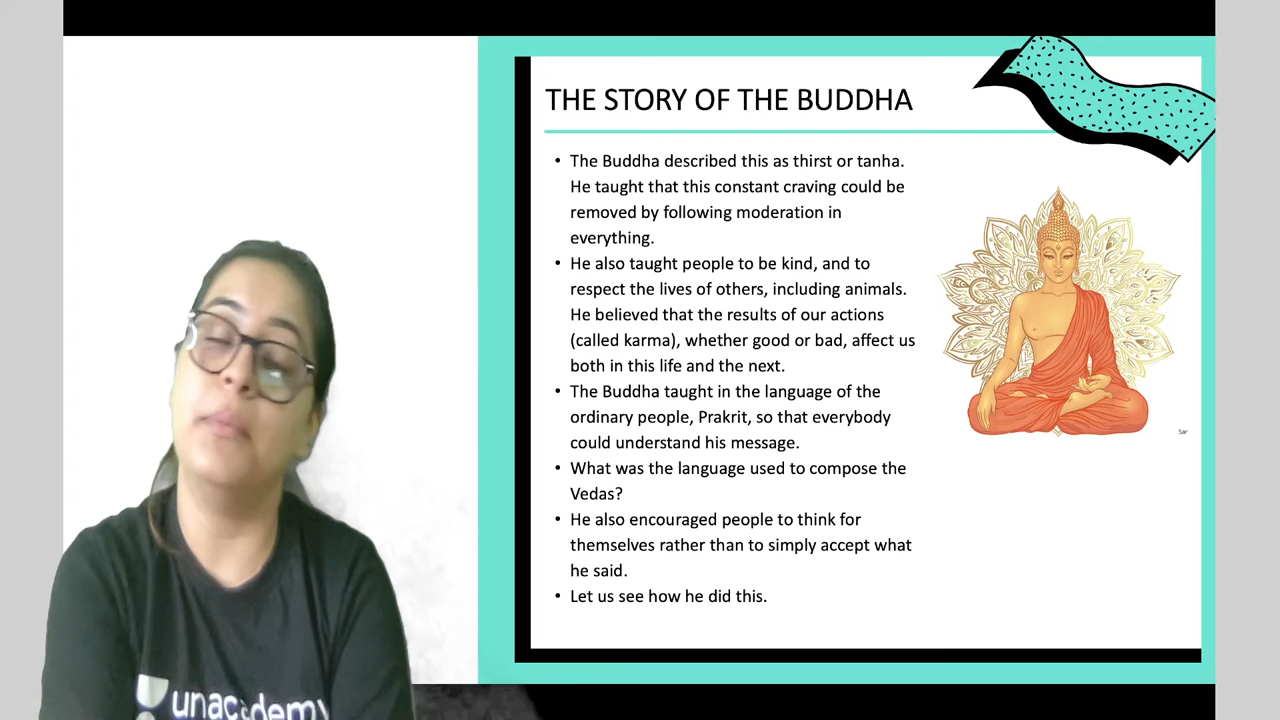 THE STORY OF THE BUDDHA
• The Buddha described this as thirst or tanha.
He taught that this constant craving could be
removed by following moderation in
everything.
• He also taught people to be kind, and to
respect the lives of others, including animals.
He believed that the results of our actions
(called karma), whether good or bad, affect us
both in this life and the next.
• The Buddha taught in the language of the
ordinary people, Prakrit, so that everybody
could understand his message.
• What was the language used to compose the
Vedas?
• He also encouraged people to think for
themselves rather than to simply accept what
he said.
• Let us see how he did this.
Sar
unacademy